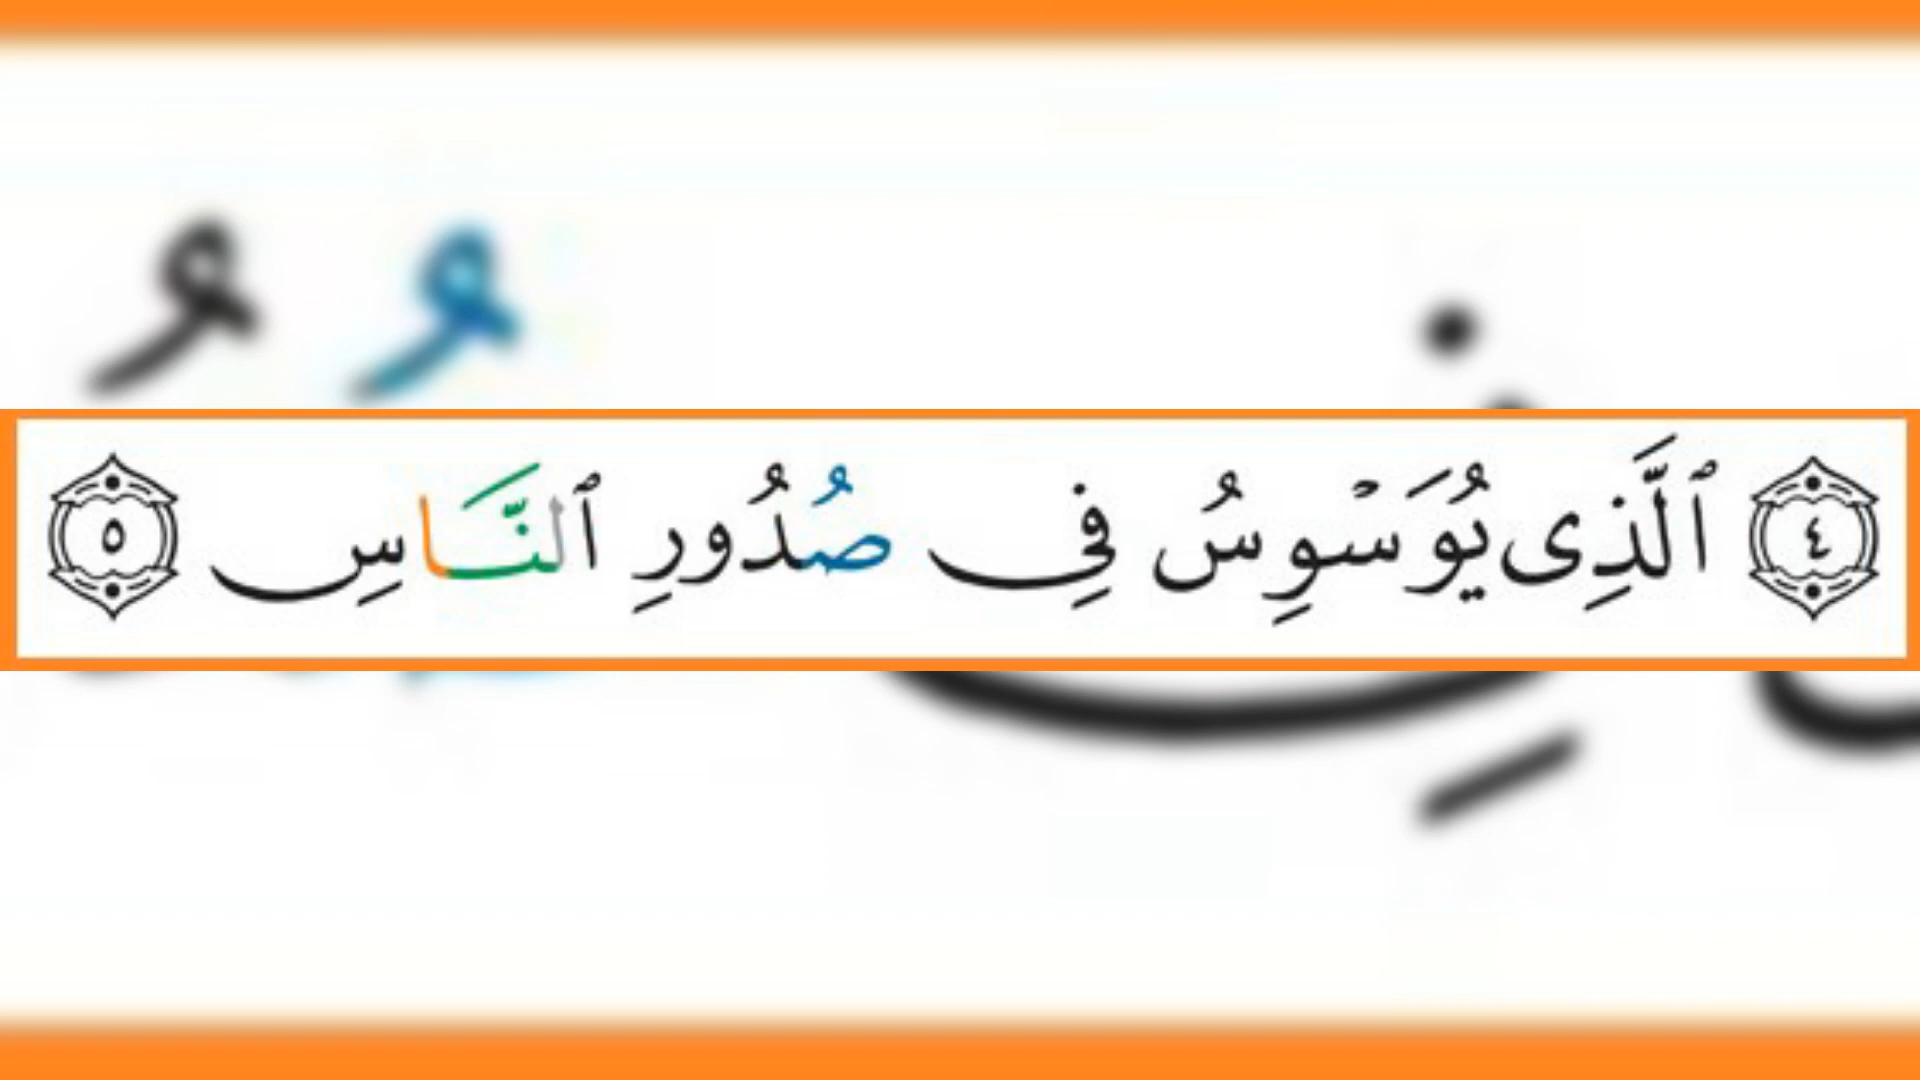 ٤ ٱلَّذِى يُوَسْوِسُ فِى صُدُورِ ٱلنَّاسِ ٥